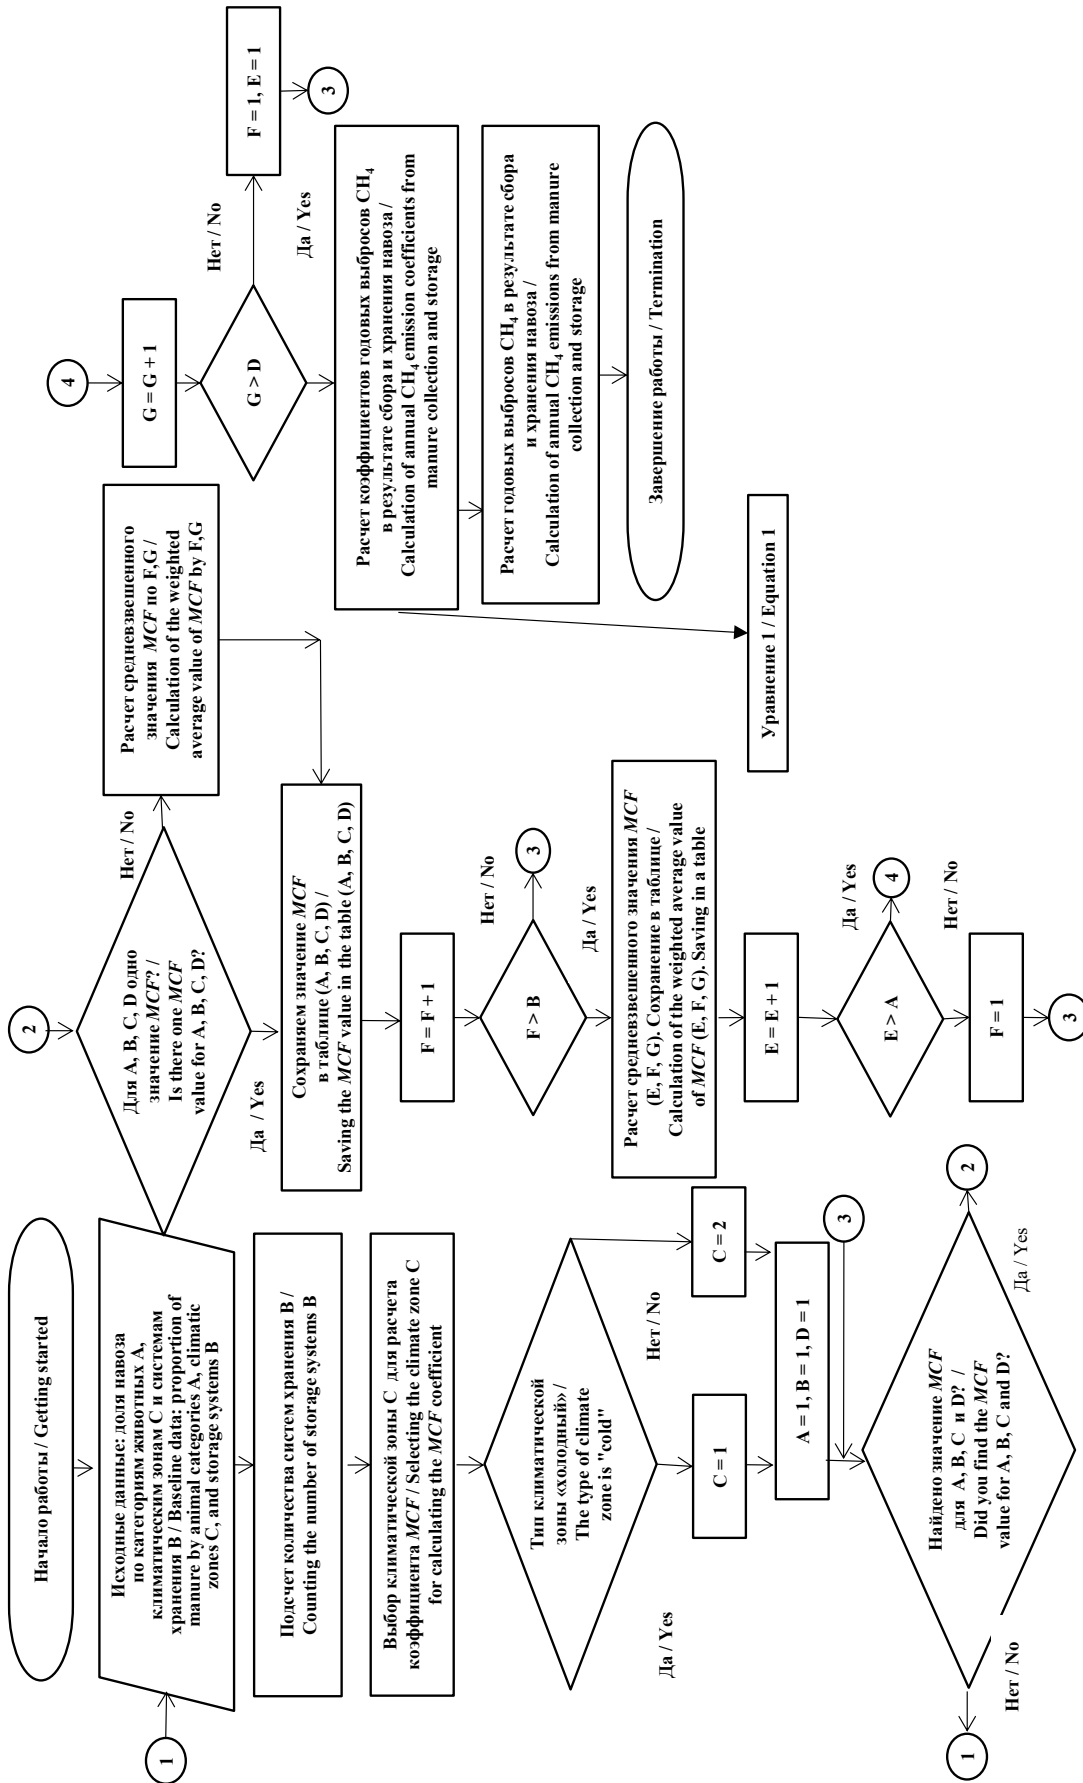 Начало работы / Getting started
1
Исходные данные: доля навоза
по категориям животных A,
климатическим зонам C и системам
хранения B / Baseline data: proportion of
manure by animal categories A, climatic
zones C, and storage systems B
Подсчет количества систем хранения B /
Counting the number of storage systems B
Выбор климатической зоны C для расчета
коэффициента MCF / Selecting the climate zone C
for calculating the MCF coefficient
Тип климатической
зоны «холодный» /
The type of climate
zone is "cold"
Да / Yes
Нет / No
C = 1
C = 2
A = 1, B = 1, D = 1
3
Найдено значение MCF
для A, B, C и D? /
Did you find the MCF
value for A, B, C and D?
Нет / No
Да / Yes
1
2
2
Для A, B, C, D одно
значение MCF? /
Is there one MCF
value for A, B, C, D?
Да / Yes
Нет / No
Расчет средневзвешенного
значения MCF по F,G /
Calculation of the weighted
average value of MCF by F,G
Сохраняем значение MCF
в таблице (A, B, C, D) /
Saving the MCF value in the table (A, B, C, D)
F = F + 1
F > B
Нет / No
3
Да / Yes
Расчет средневзвешенного значения MCF
(E, F, G). Сохранение в таблице /
Calculation of the weighted average value
of MCF (E, F, G). Saving in a table
E = E + 1
E > A
Да / Yes
4
Нет / No
F = 1
3
4
G = G + 1
G > D
Нет / No
F = 1, E = 1
3
Да / Yes
Расчет коэффициентов годовых выбросов CH4
в результате сбора и хранения навоза /
Calculation of annual CH4 emission coefficients from
manure collection and storage
Расчет годовых выбросов CH4 в результате сбора
и хранения навоза /
Calculation of annual CH4 emissions from manure
collection and storage
Завершение работы / Termination
Уравнение 1 / Equation 1